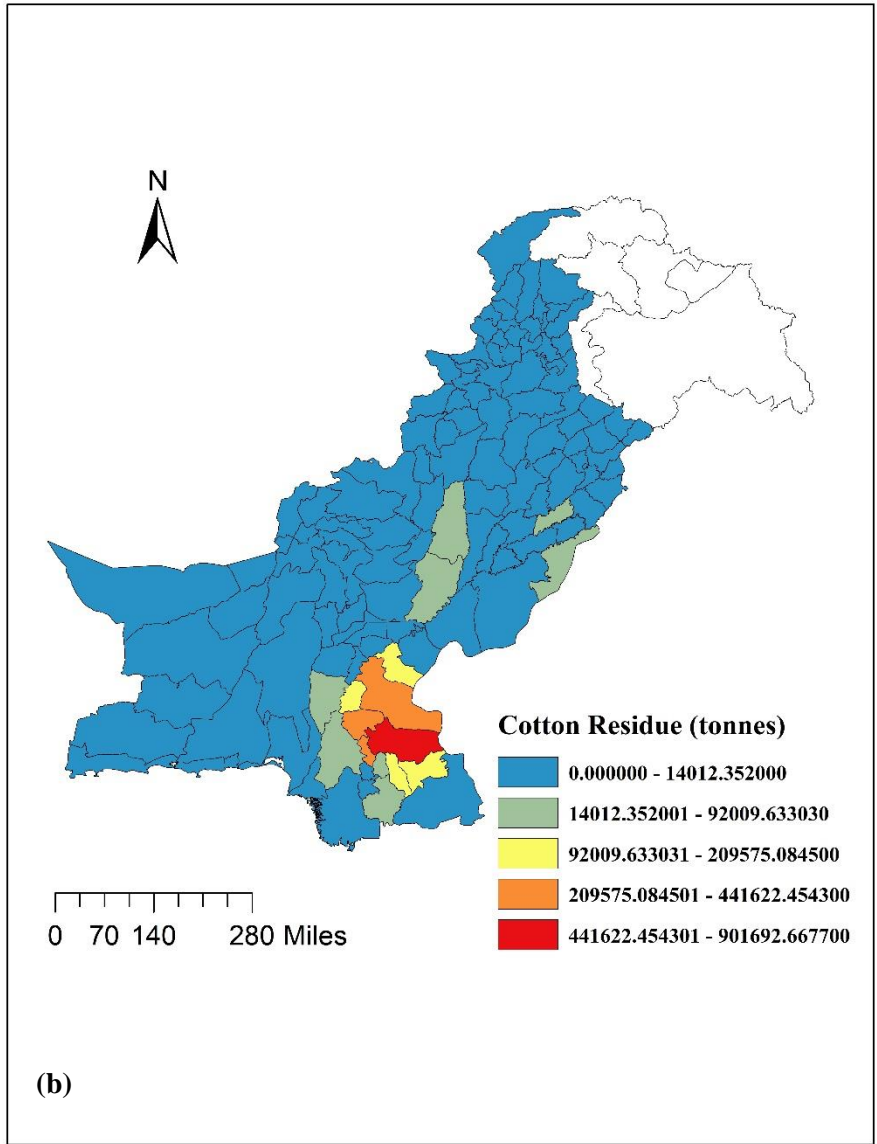 N
Cotton Residue (tonnes)
0.000000 - 14012.352000
14012.352001 - 92009.633030
92009.633031 - 209575.084500
209575.084501 - 441622.454300
441622.454301 - 901692.667700
0 70 140 280 Miles
(b)